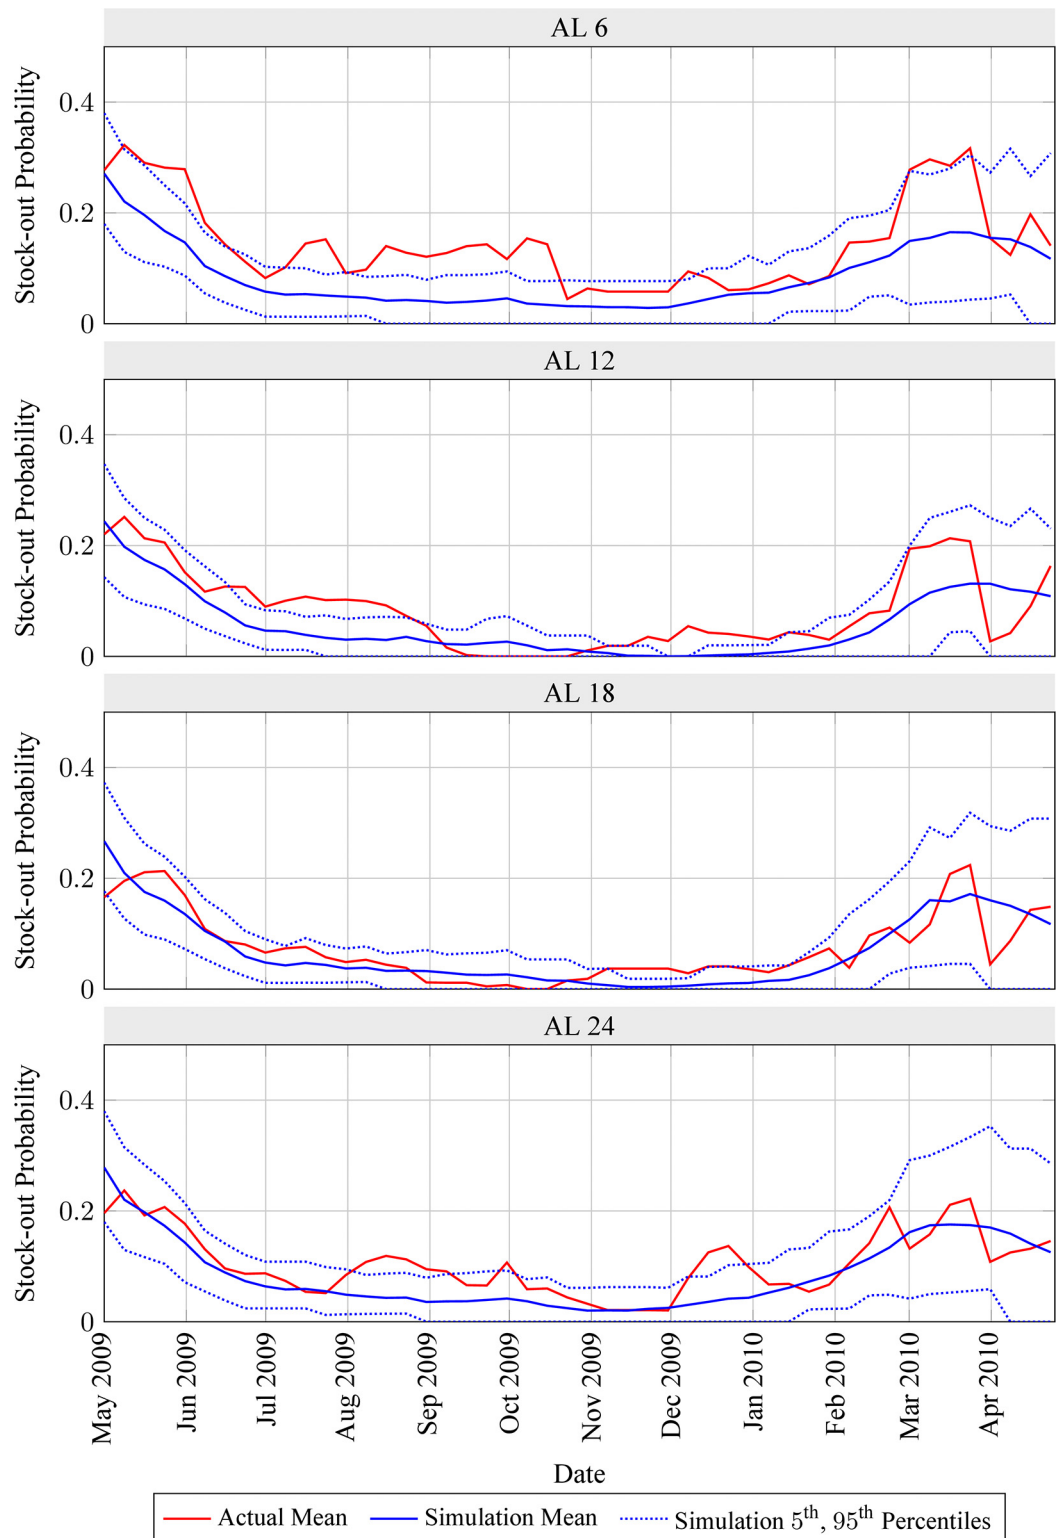 AL 6
Stock-out Probability
0.4
0.2
0
AL 12
Stock-out Probability
0.4
0.2
0
AL 18
Stock-out Probability
0.4
0.2
0
AL 24
Stock-out Probability
0.4
0.2
0
May 2009
Jun 2009
Jul 2009
Aug 2009
Sep 2009
Oct 2009
Nov 2009
Dec 2009
Jan 2010
Feb 2010
Mar 2010
Apr 2010
Date
Actual Mean Simulation Mean Simulation 5th, 95th Percentiles